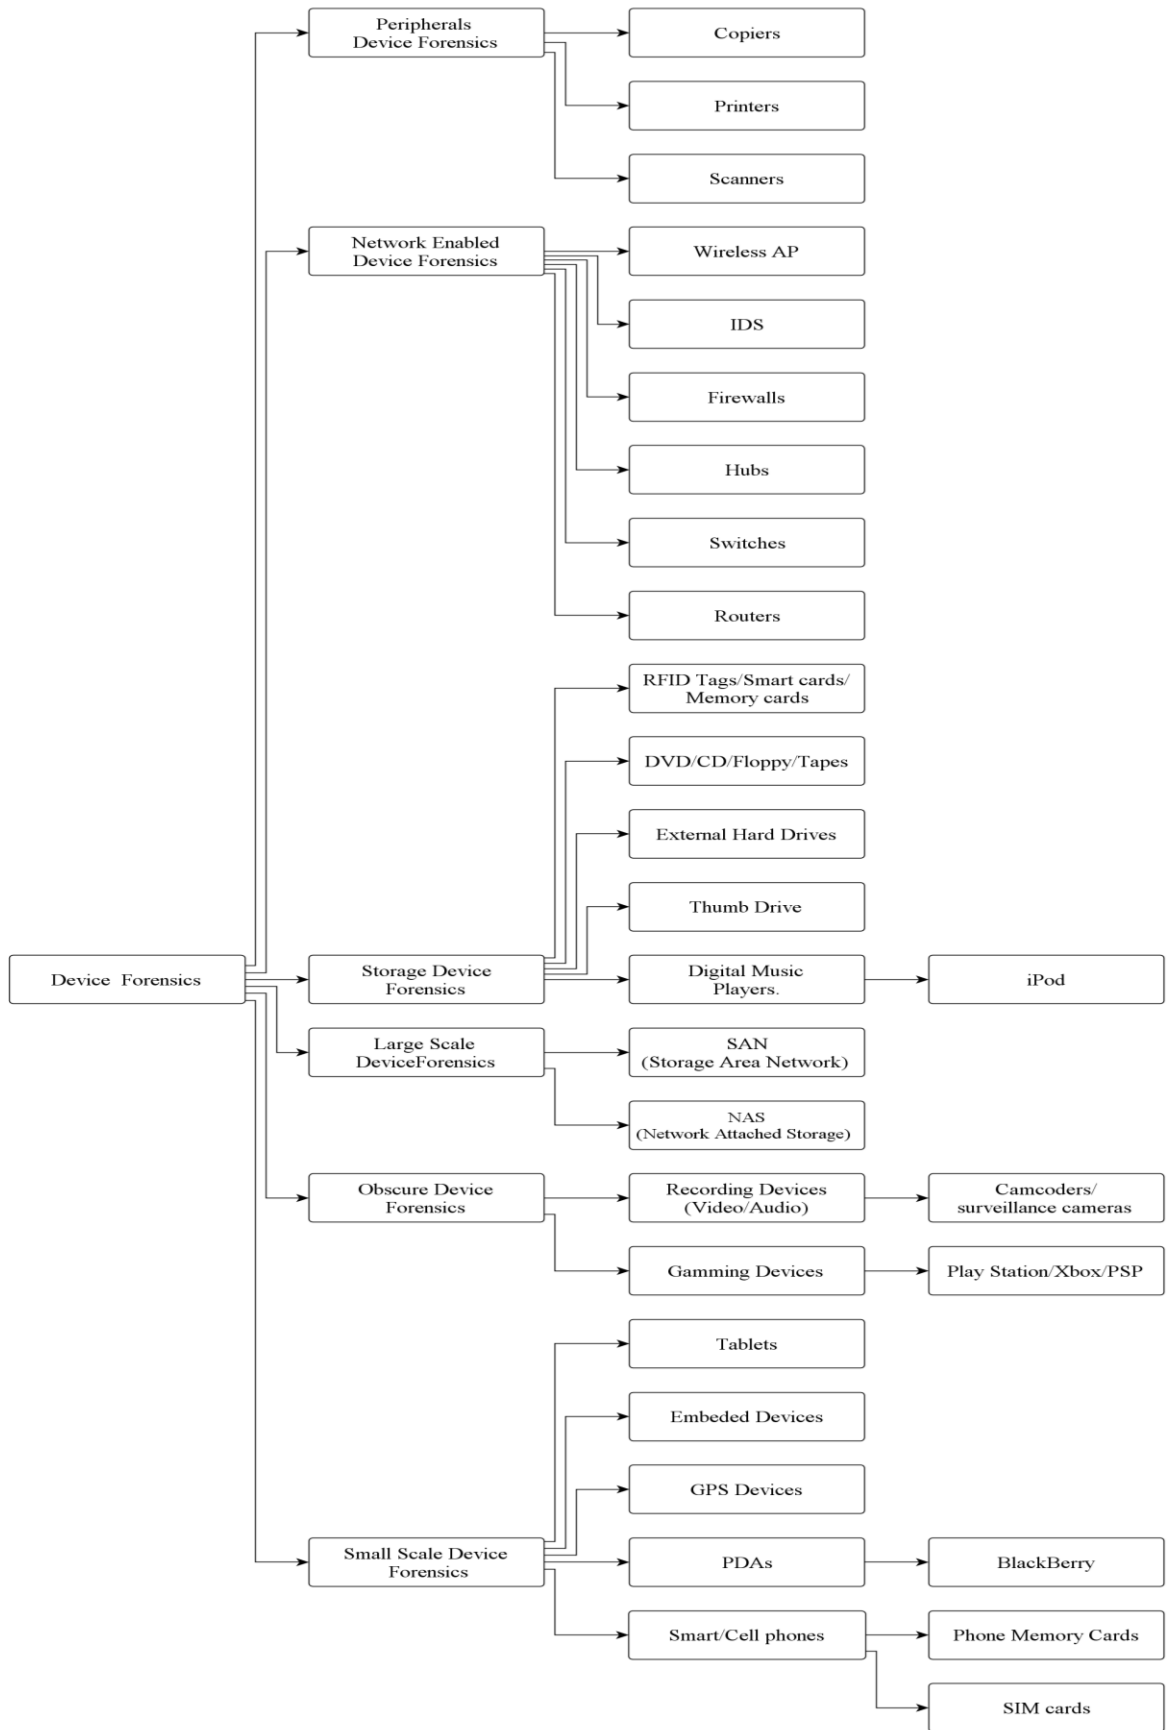 Peripherals
Device Forensics
Copiers
Printers
Scanners
Network Enabled
Device Forensics
Wireless AP
IDS
Firewalls
Hubs
Switches
Routers
RFID Tags/Smart cards/
Memory cards
DVD/CD/Floppy/Tapes
External Hard Drives
Thumb Drive
Device Forensics
Storage Device
Forensics
Digital Music
Players.
iPod
Large Scale
DeviceForensics
SAN
(Storage Area Network)
NAS
(Network Attached Storage)
Obscure Device
Forensics
Recording Devices
(Video/Audio)
Camcoders/
surveillance cameras
Gamming Devices
Play Station/Xbox/PSP
Tablets
Embeded Devices
GPS Devices
Small Scale Device
Forensics
PDAs
BlackBerry
Smart/Cell phones
Phone Memory Cards
SIM cards